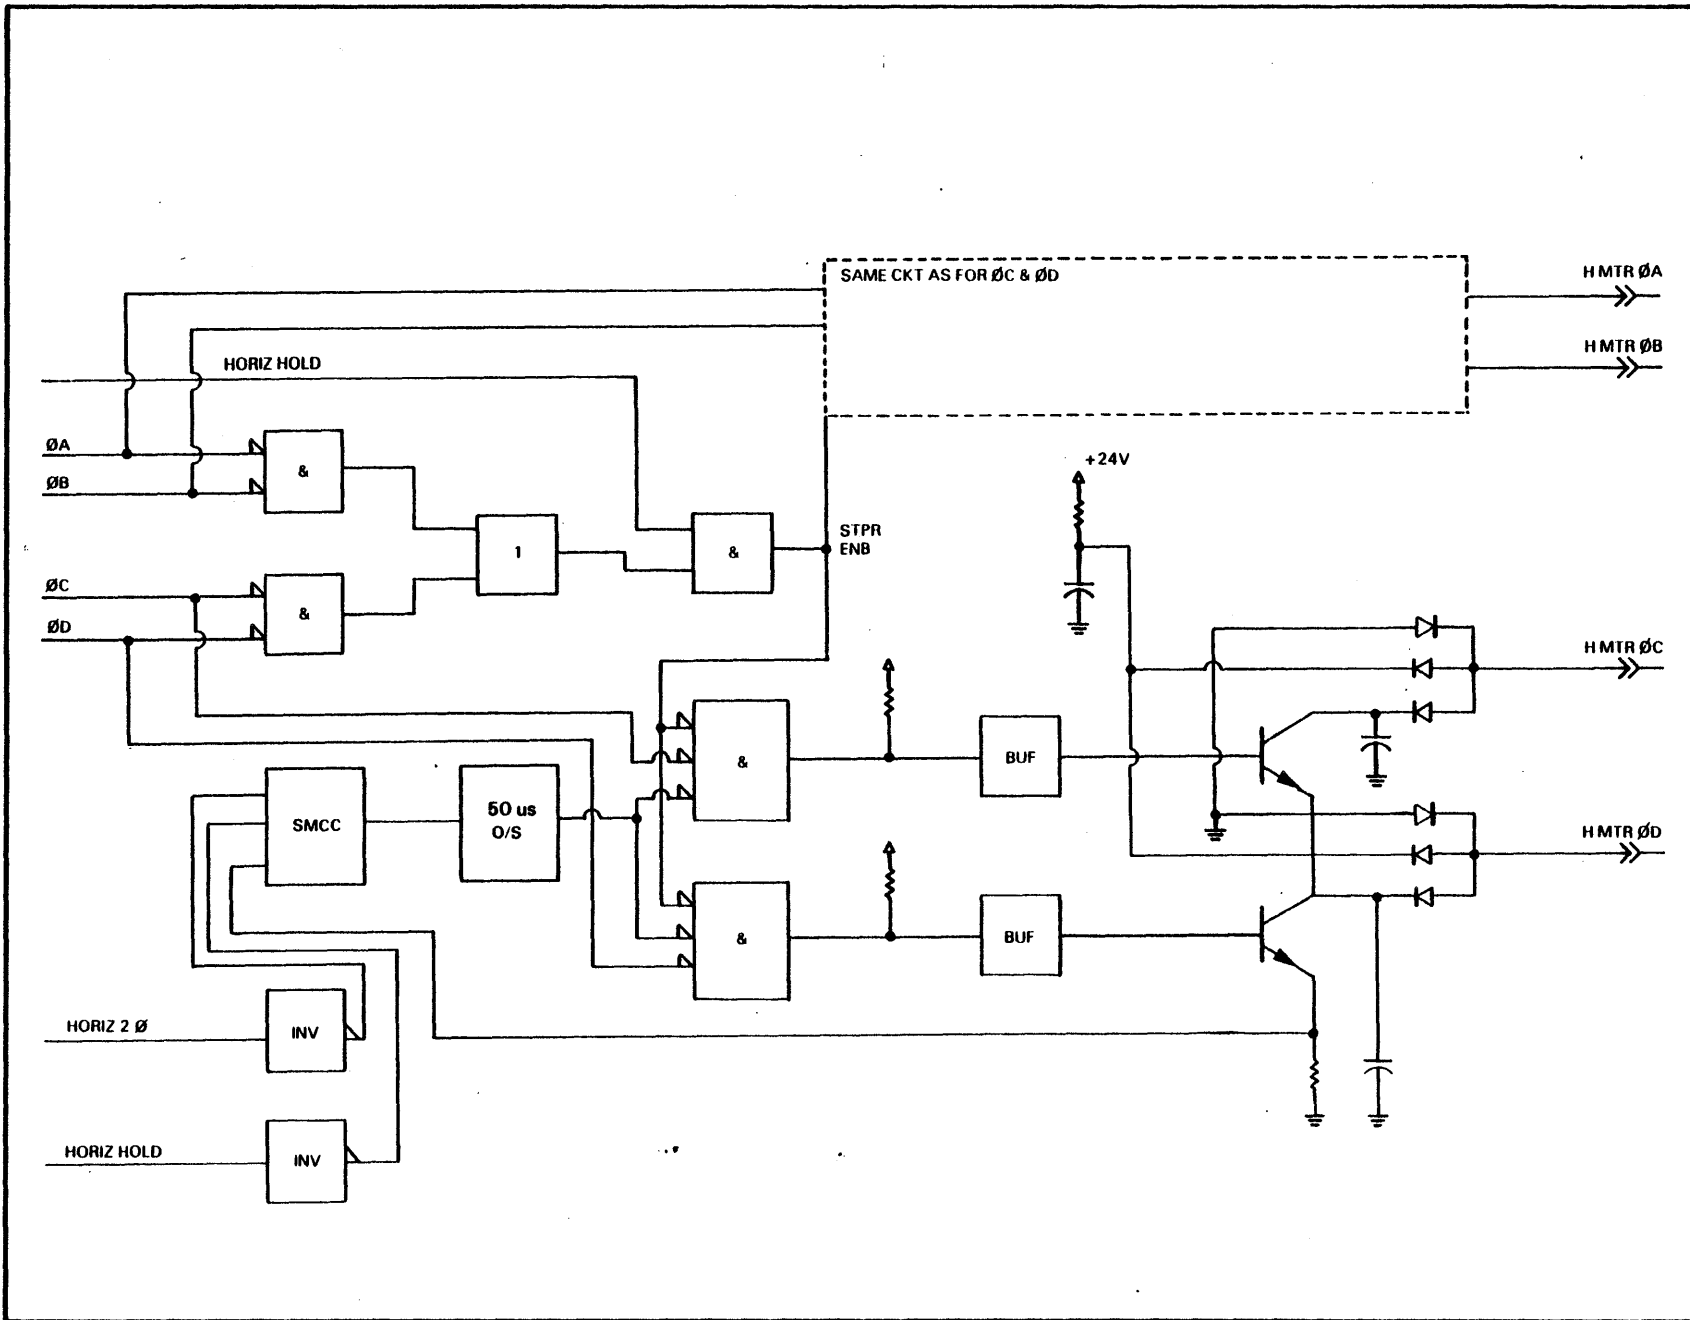 SAME CKT AS FOR ØC & ØD
H MTR ØA
H MTR ØB
HORIZ HOLD
ØA
ØB
&
+24V
1
&
STPR
ENB
ØC
ØD
&
H MTR ØC
&
BUF
SMCC
50 us
O/S
H MTR ØD
&
BUF
HORIZ 2 Ø
INV
HORIZ HOLD
INV